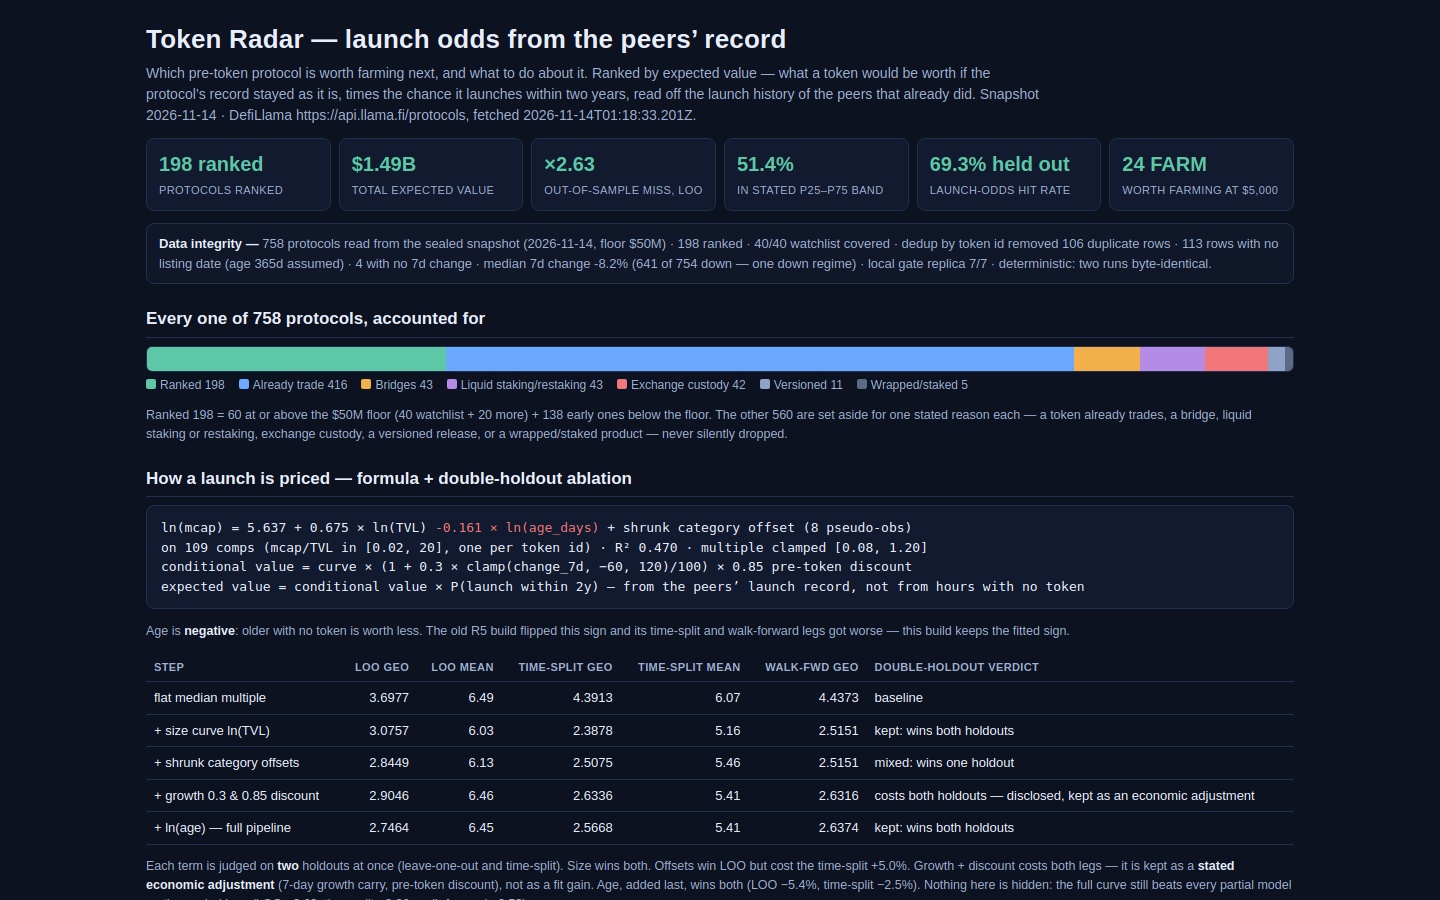 Token Radar — launch odds from the peers’ record
Which pre-token protocol is worth farming next, and what to do about it. Ranked by expected value — what a token would be worth if the
protocol’s record stayed as it is, times the chance it launches within two years, read off the launch history of the peers that already did. Snapshot
2026-11-14 · DefiLlama https://api.llama.fi/protocols, fetched 2026-11-14T01:18:33.201Z.
198 ranked
PROTOCOLS RANKED
$1.49B
TOTAL EXPECTED VALUE
×2.63
OUT-OF-SAMPLE MISS, LOO
51.4%
IN STATED P25–P75 BAND
69.3% held out
LAUNCH-ODDS HIT RATE
24 FARM
WORTH FARMING AT $5,000
Data integrity — 758 protocols read from the sealed snapshot (2026-11-14, floor $50M) · 198 ranked · 40/40 watchlist covered · dedup by token id removed 106 duplicate rows · 113 rows with no
listing date (age 365d assumed) · 4 with no 7d change · median 7d change -8.2% (641 of 754 down — one down regime) · local gate replica 7/7 · deterministic: two runs byte-identical.
Every one of 758 protocols, accounted for
Ranked 198 Already trade 416 Bridges 43 Liquid staking/restaking 43 Exchange custody 42 Versioned 11 Wrapped/staked 5
Ranked 198 = 60 at or above the $50M floor (40 watchlist + 20 more) + 138 early ones below the floor. The other 560 are set aside for one stated reason each — a token already trades, a bridge, liquid
staking or restaking, exchange custody, a versioned release, or a wrapped/staked product — never silently dropped.
How a launch is priced — formula + double-holdout ablation
ln(mcap) = 5.637 + 0.675 × ln(TVL) -0.161 × ln(age_days) + shrunk category offset (8 pseudo-obs)
on 109 comps (mcap/TVL in [0.02, 20], one per token id) · R² 0.470 · multiple clamped [0.08, 1.20]
conditional value = curve × (1 + 0.3 × clamp(change_7d, −60, 120)/100) × 0.85 pre-token discount
expected value = conditional value × P(launch within 2y) — from the peers’ launch record, not from hours with no token
Age is negative: older with no token is worth less. The old R5 build flipped this sign and its time-split and walk-forward legs got worse — this build keeps the fitted sign.
STEP LOO GEO LOO MEAN TIME-SPLIT GEO TIME-SPLIT MEAN WALK-FWD GEO DOUBLE-HOLDOUT VERDICT
flat median multiple 3.6977 6.49 4.3913 6.07 4.4373 baseline
+ size curve ln(TVL) 3.0757 6.03 2.3878 5.16 2.5151 kept: wins both holdouts
+ shrunk category offsets 2.8449 6.13 2.5075 5.46 2.5151 mixed: wins one holdout
+ growth 0.3 & 0.85 discount 2.9046 6.46 2.6336 5.41 2.6316 costs both holdouts — disclosed, kept as an economic adjustment
+ ln(age) — full pipeline 2.7464 6.45 2.5668 5.41 2.6374 kept: wins both holdouts
Each term is judged on two holdouts at once (leave-one-out and time-split). Size wins both. Offsets win LOO but cost the time-split +5.0%. Growth + discount costs both legs — it is kept as a stated
economic adjustment (7-day growth carry, pre-token discount), not as a fit gain. Age, added last, wins both (LOO −5.4%, time-split −2.5%). Nothing here is hidden: the full curve still beats every partial model